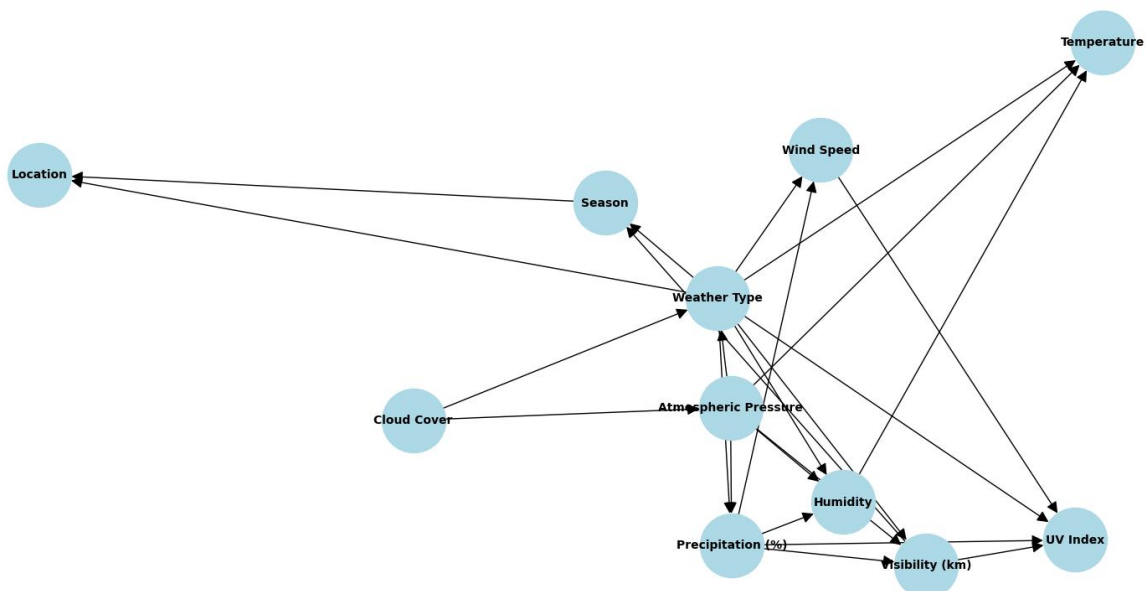 Temperature
Wind Speed
Location
Season
Weather Type
Atmospheric Pressure
Cloud Cover
Humidity
UV Index
Precipitation (%)
Visibility (km)